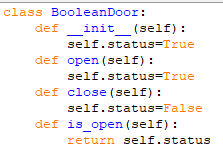 class BooleanDoor:
    def __init__(self):
        self.status=True
    def open(self):
        self.status=True
    def close(self):
        self.status=False
    def is_open(self):
        return self.status